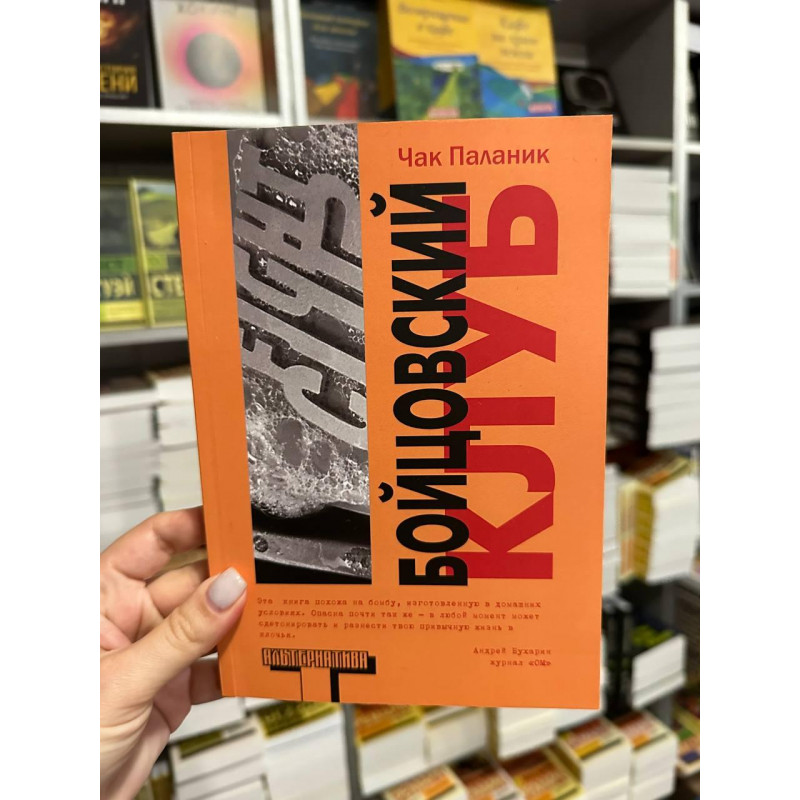 Чак Паланик
БОЙЦОВСКИЙ
КЛУБ
Эта книга похожа на бомбу, изготовленную в домашних
условиях. Опасна почти так же – в любой момент может
сдетонировать и разнести твою привычную жизнь в
клочья.
Андрей Бухарин
журнал «ОМ»
АЛЬТЕРНАТИВА